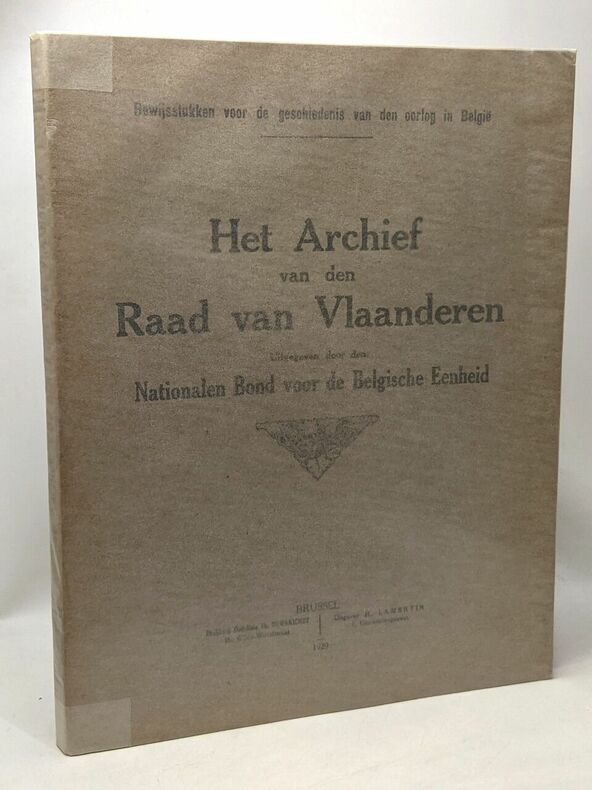 Bewijsstukken voor de geschiedenis van den oorlog in België
Het Archief
van den
Raad van Vlaanderen
Uitgegeven door den
Nationalen Bond voor de Belgische Eenheid
BRUSSEL
Uitgever R. LAMBERTIN
1929